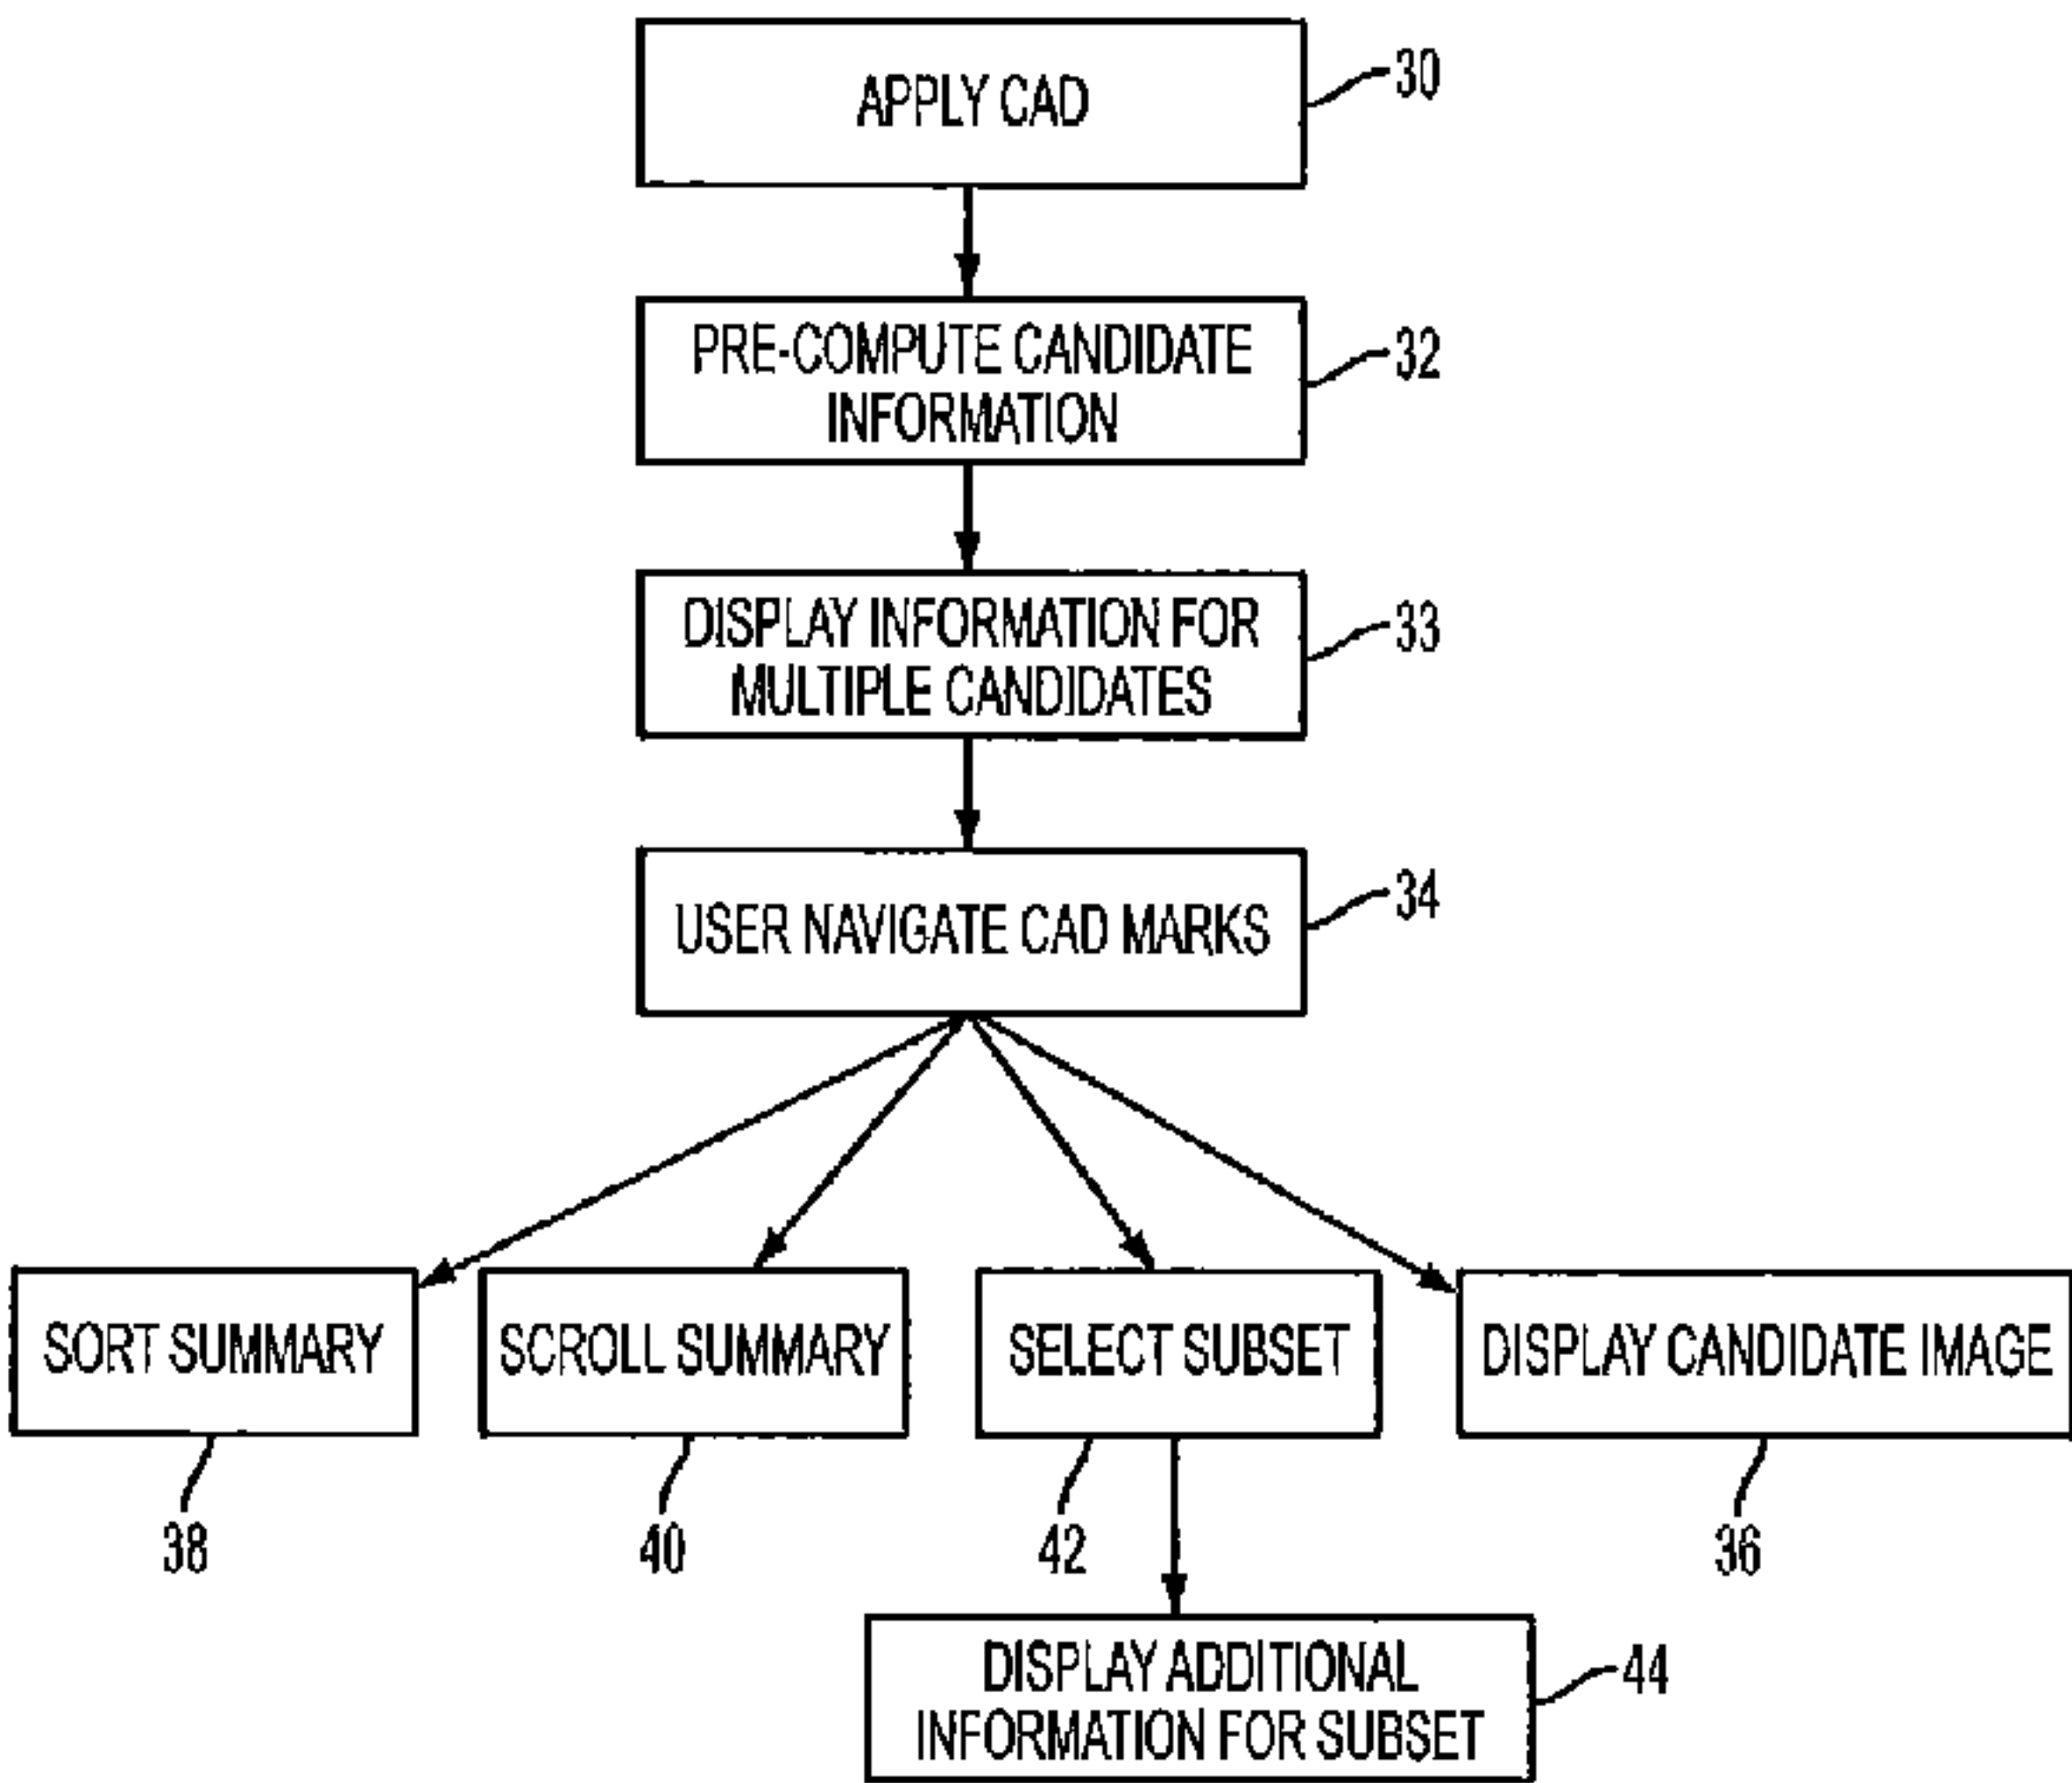 APPLY CAD
30
PRE-COMPUTE CANDIDATE
INFORMATION
32
DISPLAY INFORMATION FOR
MULTIPLE CANDIDATES
33
USER NAVIGATE CAD MARKS
34
SORT SUMMARY
SCROLL SUMMARY
SELECT SUBSET
DISPLAY CANDIDATE IMAGE
38
40
42
36
DISPLAY ADDITIONAL
INFORMATION FOR SUBSET
44